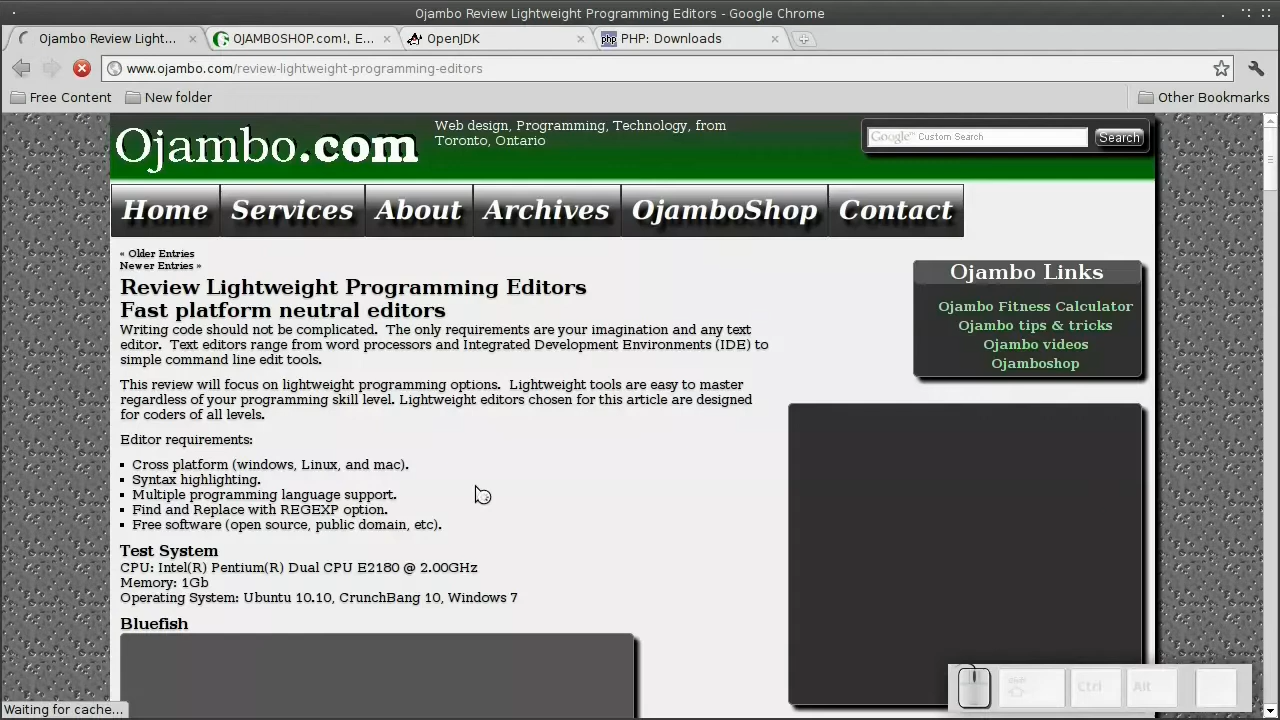 Ojambo Review Lightweight Programming Editors - Google Chrome
Ojambo Review Light...
OJAMBOSHOP.com!, E...
OpenJDK
php PHP: Downloads
www.ojambo.com/review-lightweight-programming-editors
Free Content
New folder
Other Bookmarks
Ojambo.com
Web design, Programming, Technology, from
Toronto, Ontario
Google™ Custom Search
Search
Home
Services
About
Archives
OjamboShop
Contact
« Older Entries
Newer Entries »
Review Lightweight Programming Editors
Fast platform neutral editors
Writing code should not be complicated.  The only requirements are your imagination and any text
editor.  Text editors range from word processors and Integrated Development Environments (IDE) to
simple command line edit tools.
This review will focus on lightweight programming options.  Lightweight tools are easy to master
regardless of your programming skill level. Lightweight editors chosen for this article are designed
for coders of all levels.
Editor requirements:
Cross platform (windows, Linux, and mac).
Syntax highlighting.
Multiple programming language support.
Find and Replace with REGEXP option.
Free software (open source, public domain, etc).
Test System
CPU: Intel(R) Pentium(R) Dual CPU E2180 @ 2.00GHz
Memory: 1Gb
Operating System: Ubuntu 10.10, CrunchBang 10, Windows 7
Bluefish
Ojambo Links
Ojambo Fitness Calculator
Ojambo tips & tricks
Ojambo videos
Ojamboshop
Ctrl
Alt
Waiting for cache...